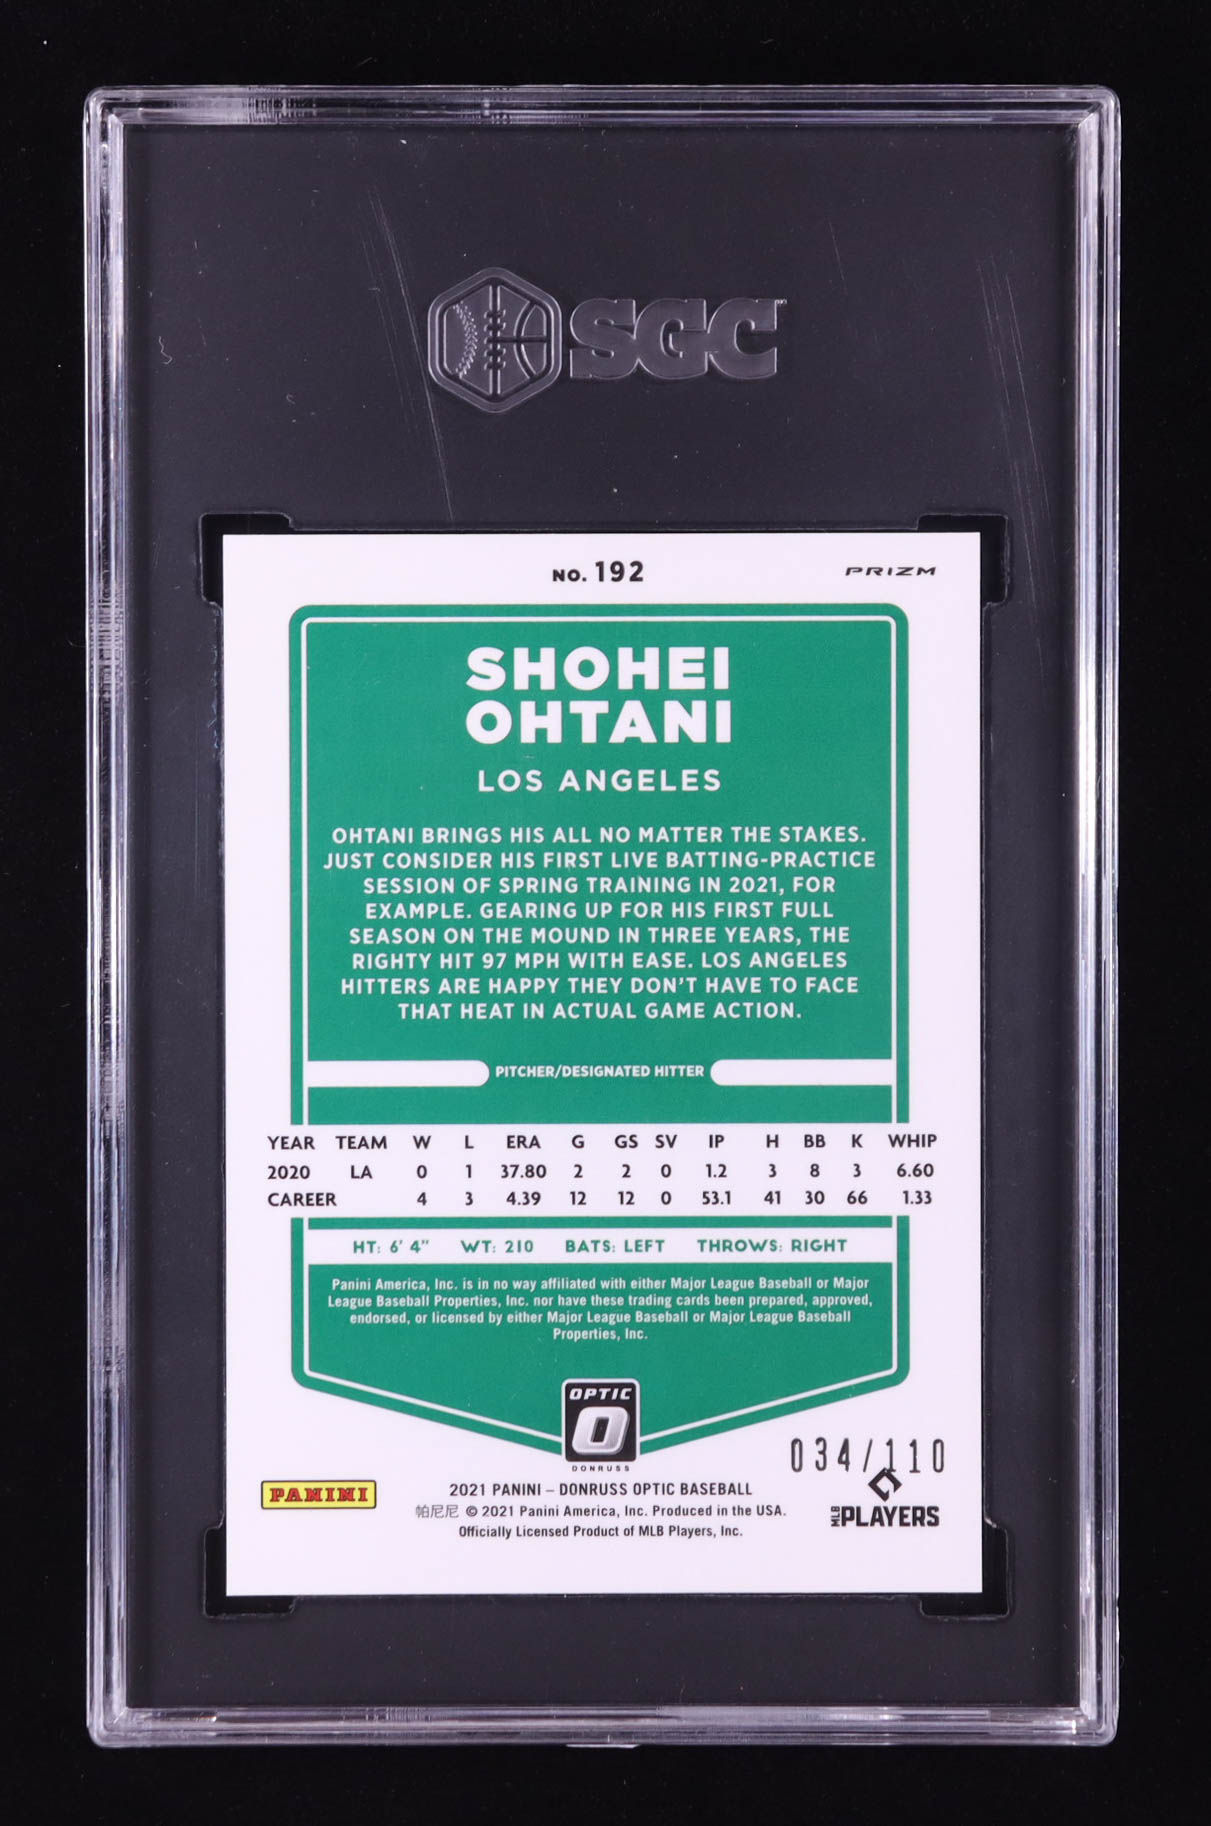 SGC
NO. 192
PRIZM
SHOHEI
OHTANI
LOS ANGELES
OHTANI BRINGS HIS ALL NO MATTER THE STAKES.
JUST CONSIDER HIS FIRST LIVE BATTING-PRACTICE
SESSION OF SPRING TRAINING IN 2021, FOR
EXAMPLE. GEARING UP FOR HIS FIRST FULL
SEASON ON THE MOUND IN THREE YEARS, THE
RIGHTY HIT 97 MPH WITH EASE. LOS ANGELES
HITTERS ARE HAPPY THEY DON'T HAVE TO FACE
THAT HEAT IN ACTUAL GAME ACTION.
PITCHER/DESIGNATED HITTER
YEAR TEAM W L ERA G GS SV IP H BB K WHIP
2020 LA 0 1 37.80 2 2 0 1.2 3 8 3 6.60
CAREER 4 3 4.39 12 12 0 53.1 41 30 66 1.33
HT: 6' 4" WT: 210 BATS: LEFT THROWS: RIGHT
Panini America, Inc. is in no way affiliated with either Major League Baseball or Major
League Baseball Properties, Inc. nor have these trading cards been prepared, approved,
endorsed, or licensed by either Major League Baseball or Major League Baseball
Properties, Inc.
OPTIC
O
DONRUSS
034/110
PANINI
2021 PANINI – DONRUSS OPTIC BASEBALL
帕尼尼 © 2021 Panini America, Inc. Produced in the USA.
Officially Licensed Product of MLB Players, Inc.
MLB PLAYERS